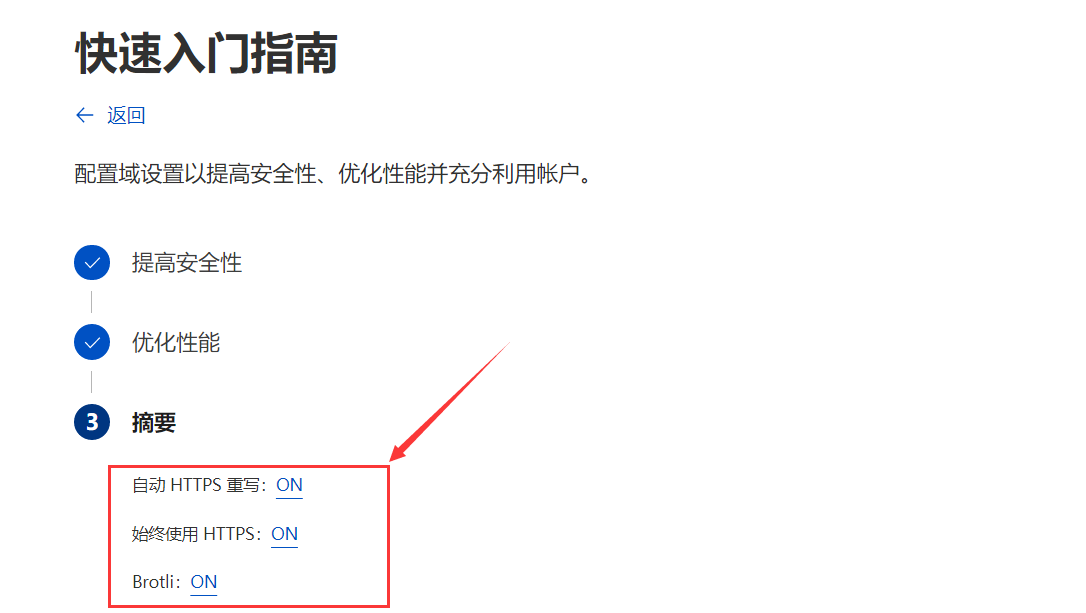 快速入门指南
← 返回
配置域设置以提高安全性、优化性能并充分利用帐户。
提高安全性
优化性能
3 摘要
自动 HTTPS 重写：ON
始终使用 HTTPS：ON
Brotli：ON